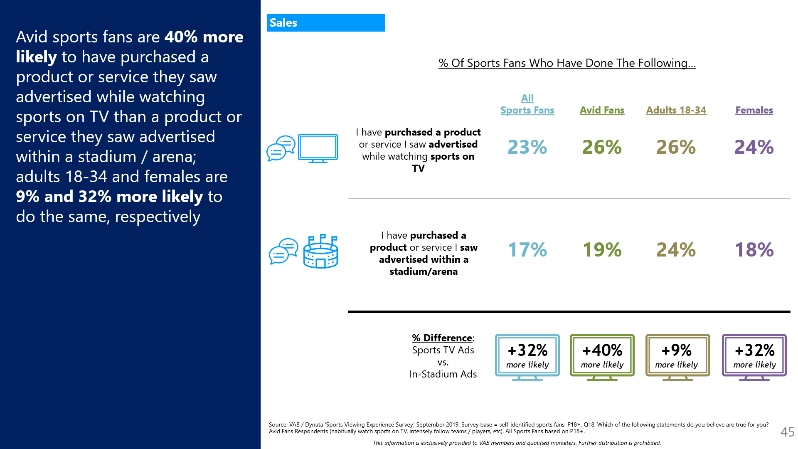 Avid sports fans are 40% more
likely to have purchased a
product or service they saw
advertised while watching
sports on TV than a product or
service they saw advertised
within a stadium / arena;
adults 18-34 and females are
9% and 32% more likely to
do the same, respectively
Sales
% Of Sports Fans Who Have Done The Following...
All
Sports Fans
Avid Fans
Adults 18-34
Females
I have purchased a product
or service I saw advertised
while watching sports on
TV
23%
26%
26%
24%
I have purchased a
product or service I saw
advertised within a
stadium/arena
17%
19%
24%
18%
% Difference:
Sports TV Ads
vs.
In-Stadium Ads
+32%
more likely
+40%
more likely
+9%
more likely
+32%
more likely
Source: VAB / Dynata 'Sports Viewing Experience Survey,' September 2019. Survey base = self-identified sports fans. P18+. Q18: Which of the following statements do you believe are true for you?
Avid Fans Respondents (habitually watch sports on TV, intensely follow teams / players, etc). All Sports Fans based on P18+.
This information is exclusively provided to VAB members and qualified marketers. Further distribution is prohibited.
45